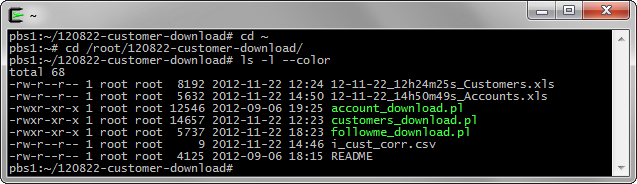 ~
pbs1:~/120822-customer-download# cd ~
pbs1:~# cd /root/120822-customer-download/
pbs1:~/120822-customer-download# ls -l --color
total 68
-rw-r--r-- 1 root root  8192 2012-11-22 12:24 12-11-22_12h24m25s_Customers.xls
-rw-r--r-- 1 root root  5632 2012-11-22 14:50 12-11-22_14h50m49s_Accounts.xls
-rwxr-xr-x 1 root root 12546 2012-09-06 19:25 account_download.pl
-rwxr-xr-x 1 root root 14657 2012-11-22 12:23 customers_download.pl
-rwxr-xr-x 1 root root  5737 2012-11-22 18:23 followme_download.pl
-rw-r--r-- 1 root root     9 2012-11-22 14:46 i_cust_corr.csv
-rw-r--r-- 1 root root  4125 2012-09-06 18:15 README
pbs1:~/120822-customer-download#